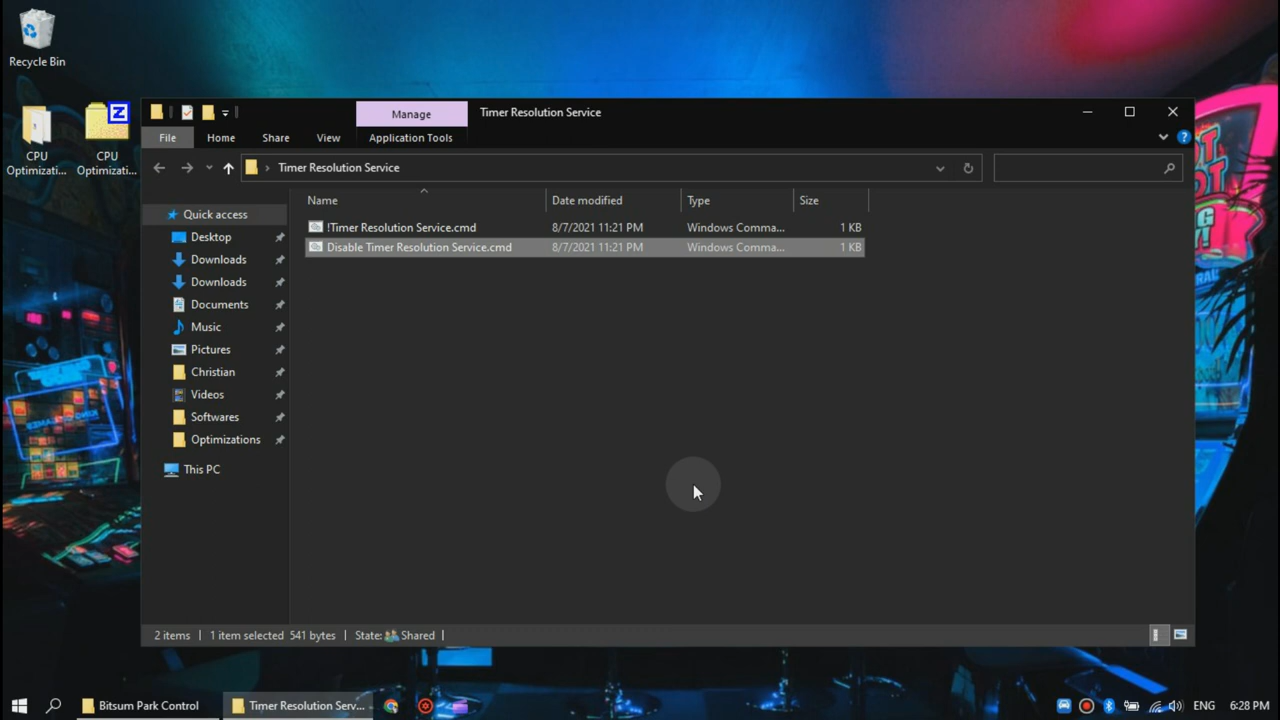 Recycle Bin
CPU
Optimizati...
Z
CPU
Optimizati...
Manage
Timer Resolution Service
File
Home
Share
View
Application Tools
?
Timer Resolution Service
Name
Date modified
Type
Size
!Timer Resolution Service.cmd
8/7/2021 11:21 PM
Windows Comma...
1 KB
Disable Timer Resolution Service.cmd
8/7/2021 11:21 PM
Windows Comma...
1 KB
Quick access
Desktop
Downloads
Downloads
Documents
Music
Pictures
Christian
Videos
Softwares
Optimizations
This PC
2 items
1 item selected 541 bytes
State: Shared
Bitsum Park Control
Timer Resolution Serv...
ENG
6:28 PM